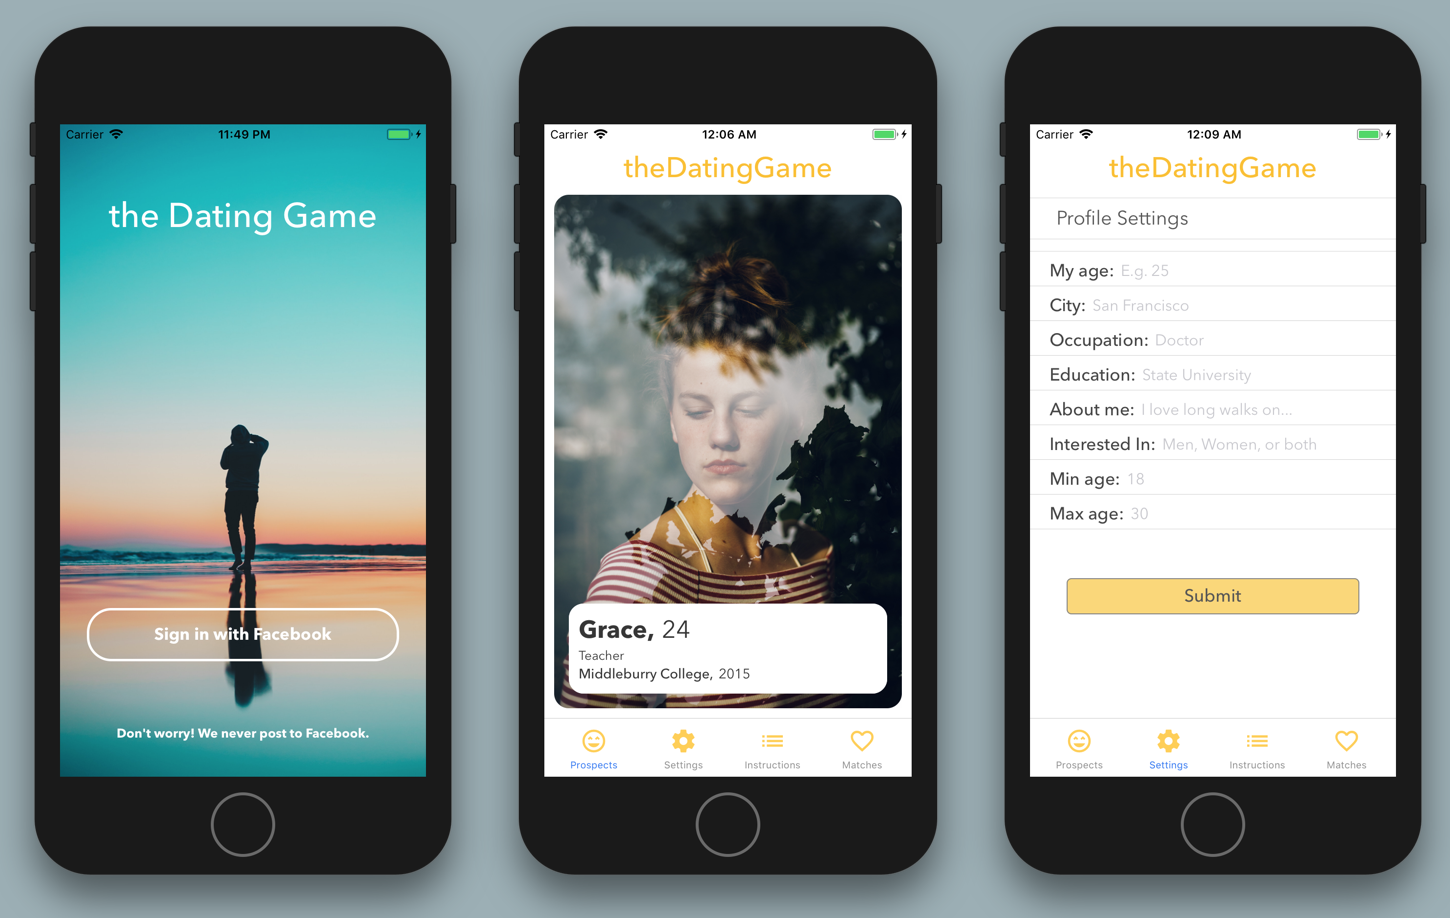 Carrier 11:49 PM
the Dating Game
Sign in with Facebook
Don't worry! We never post to Facebook.
Carrier 12:06 AM
theDatingGame
Grace, 24
Teacher
Middleburry College, 2015
Prospects Settings Instructions Matches
Carrier 12:09 AM
theDatingGame
Profile Settings
My age: E.g. 25
City: San Francisco
Occupation: Doctor
Education: State University
About me: I love long walks on...
Interested In: Men, Women, or both
Min age: 18
Max age: 30
Submit
Prospects Settings Instructions Matches